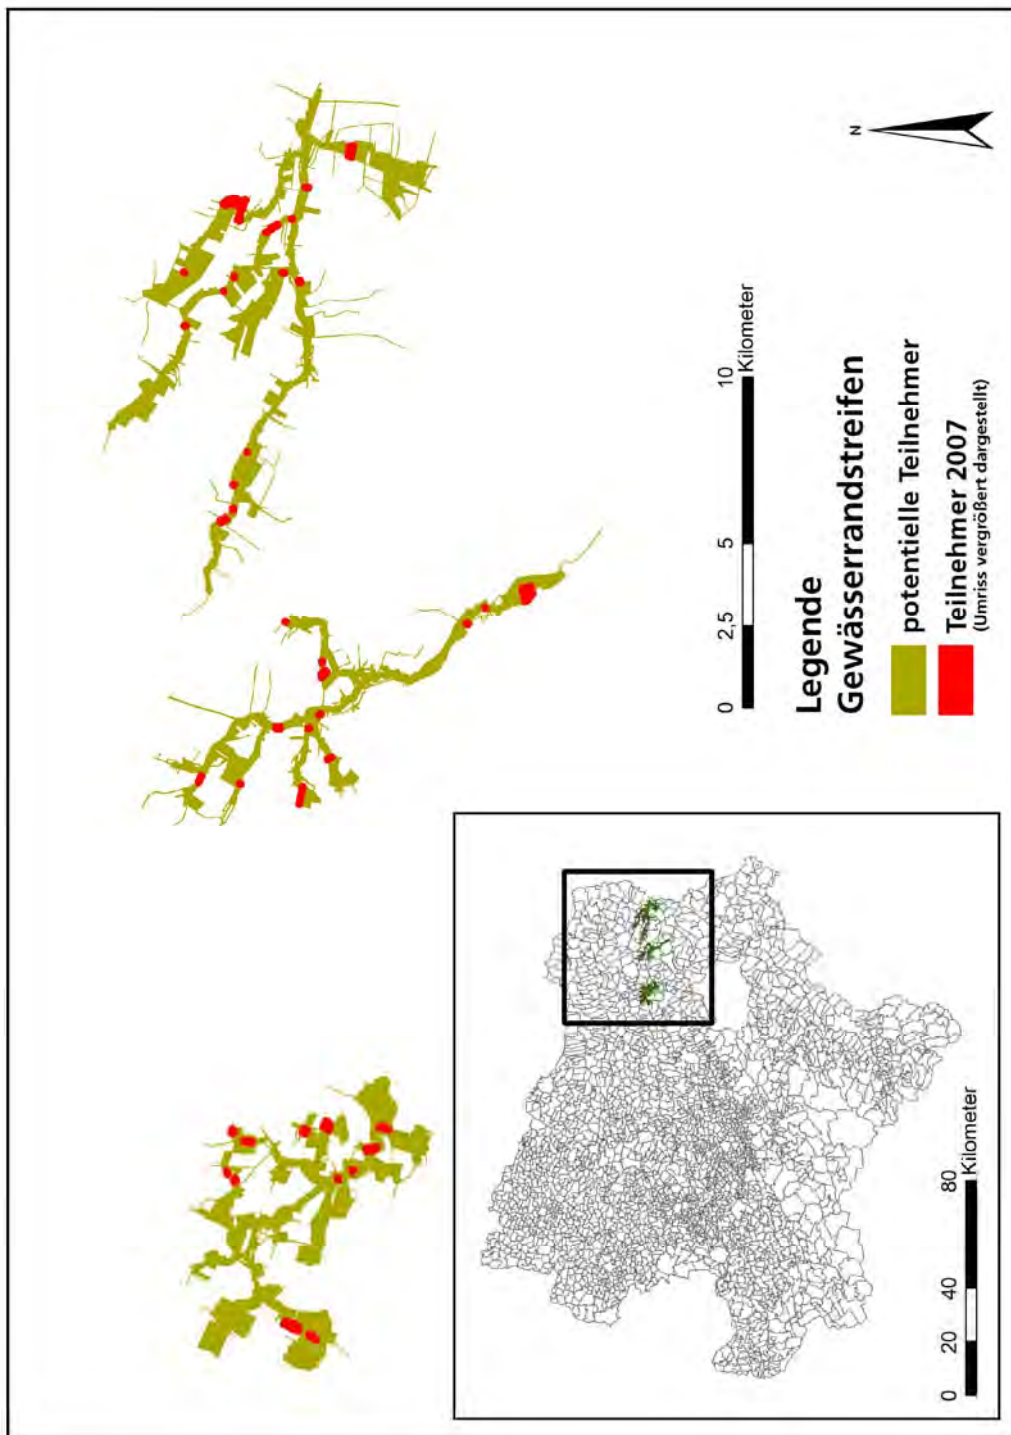 N
0 2,5 5 10
Kilometer
Legende
Gewässerrandstreifen
potentielle Teilnehmer
Teilnehmer 2007
(Umriss vergrößert dargestellt)
0 20 40 80
Kilometer